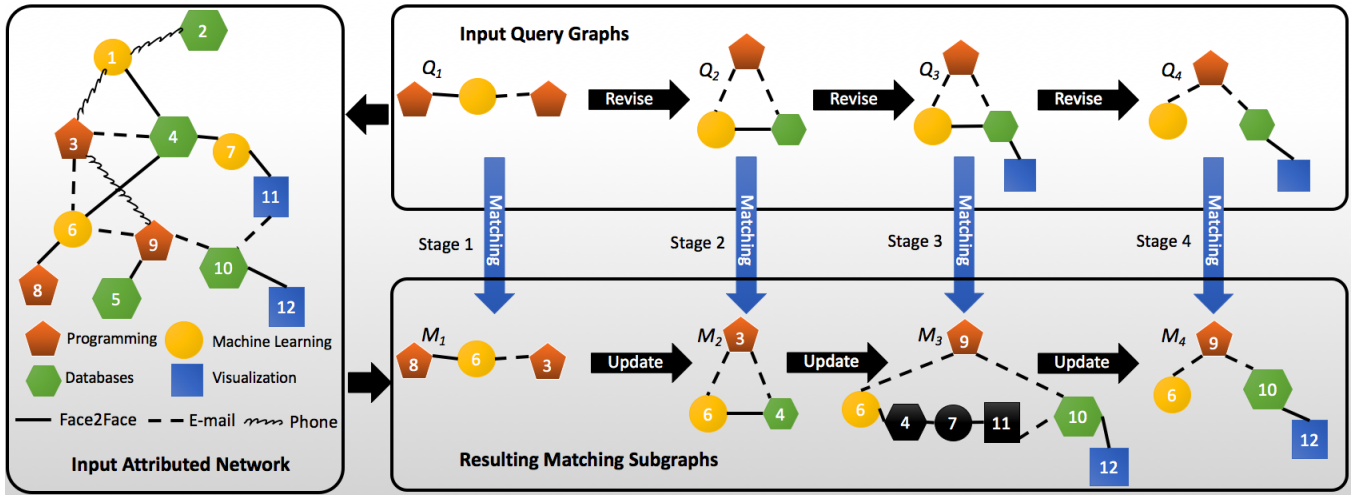 1
2
3
4
7
11
6
9
10
8
5
12
Programming
Machine Learning
Databases
Visualization
Face2Face
E-mail
Phone
Input Attributed Network
Input Query Graphs
Q1
Revise
Q2
Revise
Q3
Revise
Q4
Stage 1
Matching
Stage 2
Matching
Stage 3
Matching
Stage 4
Matching
M1
8
6
3
Update
M2
3
6
4
Update
M3
9
6
4
7
11
10
12
Update
M4
9
6
10
12
Resulting Matching Subgraphs